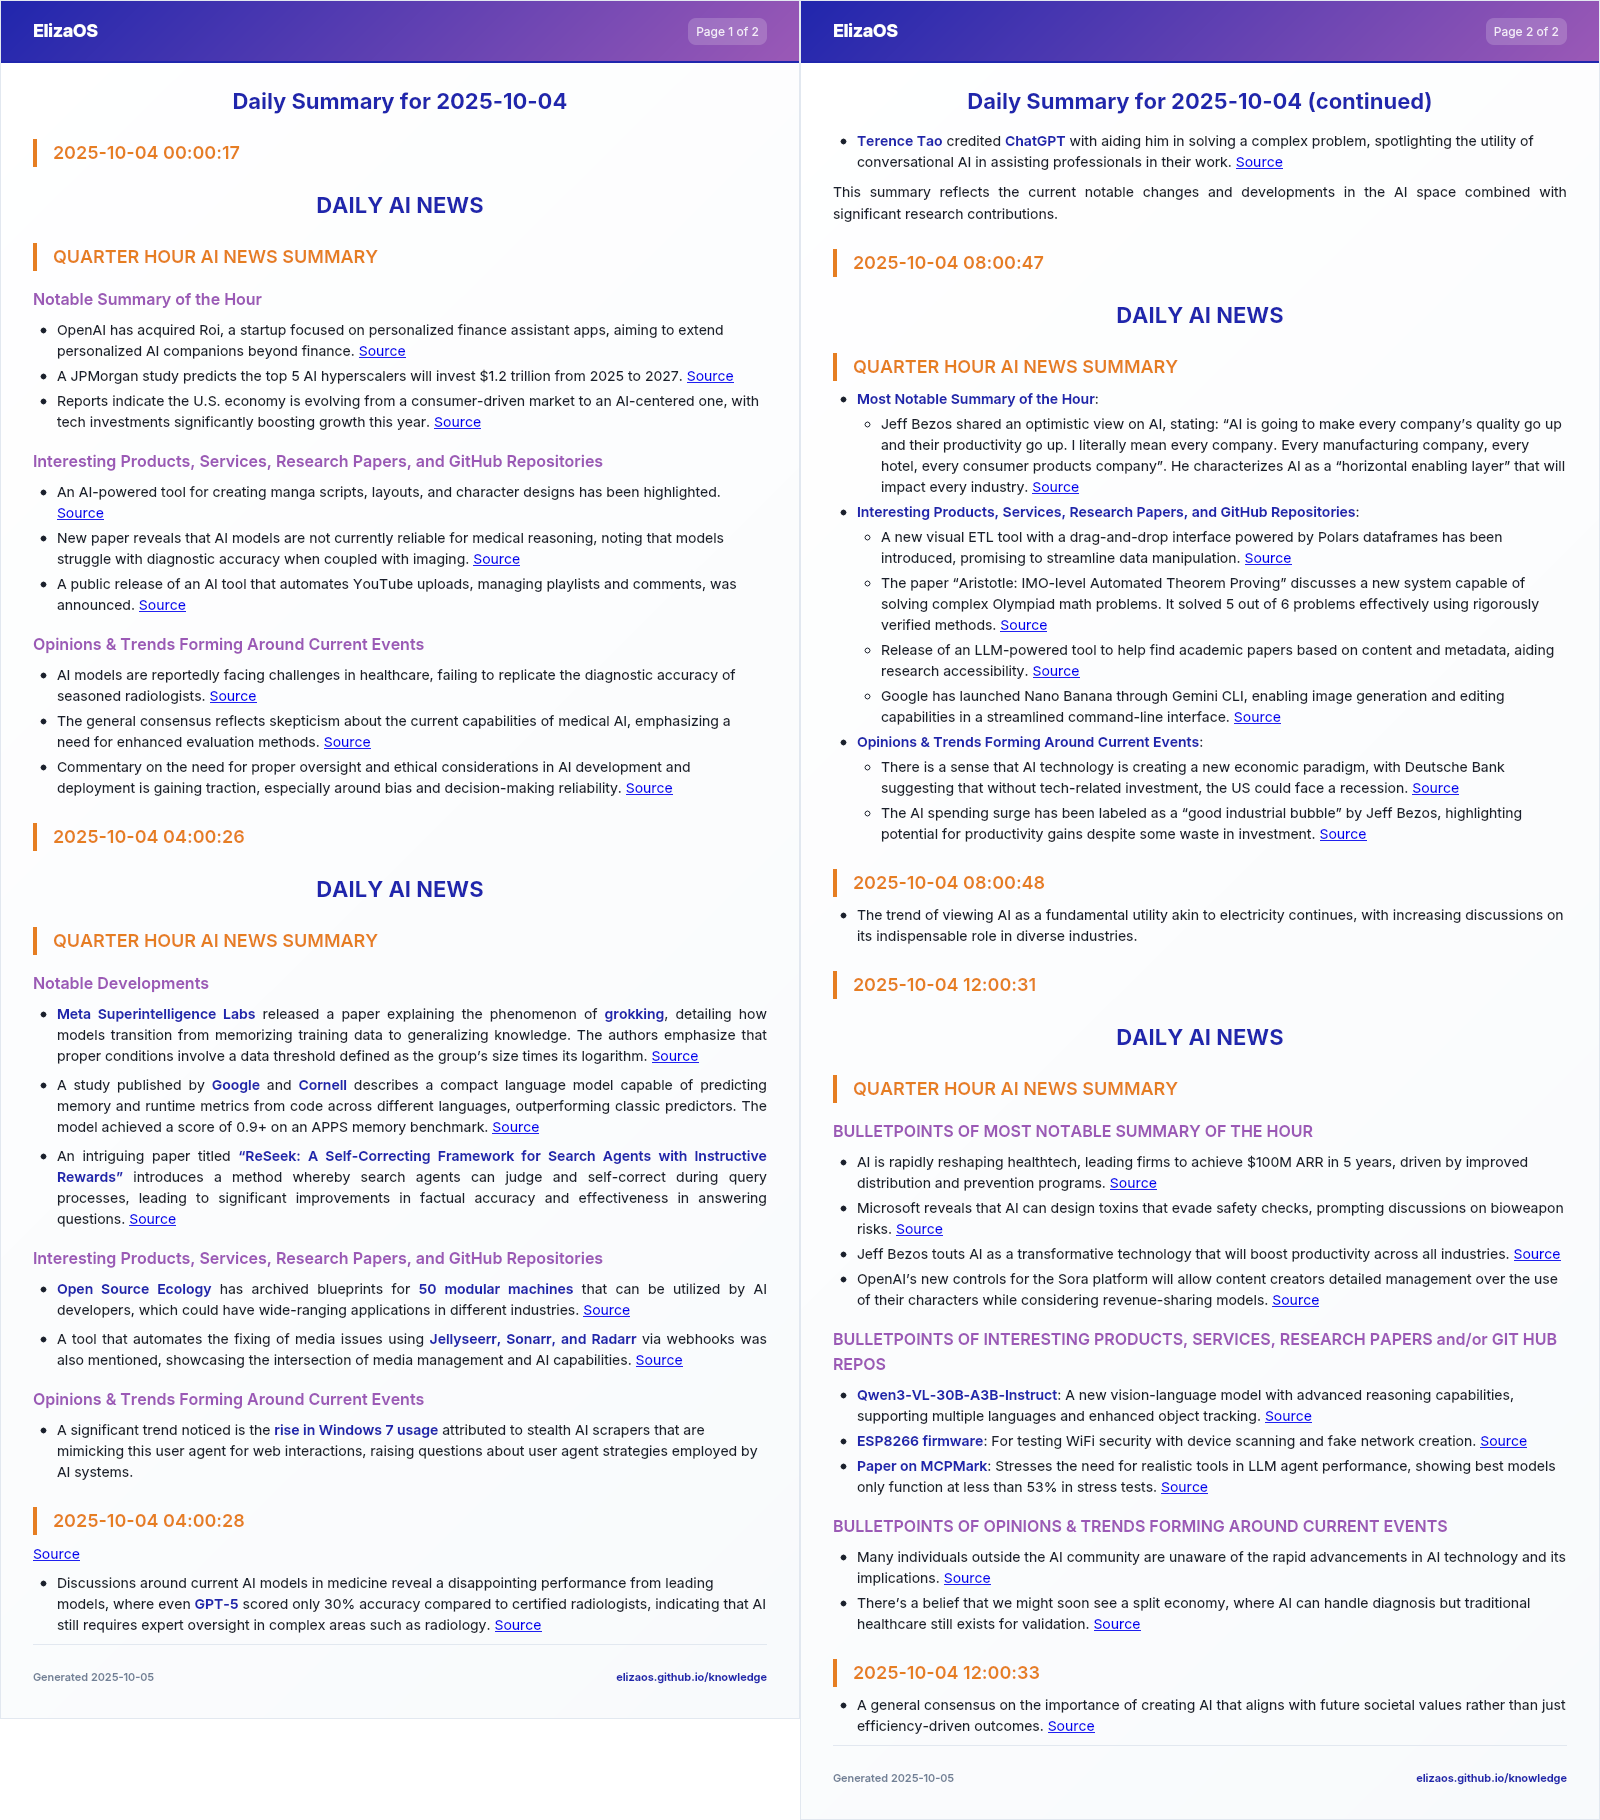 ElizaOS
Page 1 of 2
Daily Summary for 2025-10-04
2025-10-04 00:00:17
DAILY AI NEWS
QUARTER HOUR AI NEWS SUMMARY
Notable Summary of the Hour
• OpenAI has acquired Roi, a startup focused on personalized finance assistant apps, aiming to extend
personalized AI companions beyond finance. Source
• A JPMorgan study predicts the top 5 AI hyperscalers will invest $1.2 trillion from 2025 to 2027. Source
• Reports indicate the U.S. economy is evolving from a consumer-driven market to an AI-centered one, with
tech investments significantly boosting growth this year. Source
Interesting Products, Services, Research Papers, and GitHub Repositories
• An AI-powered tool for creating manga scripts, layouts, and character designs has been highlighted.
Source
• New paper reveals that AI models are not currently reliable for medical reasoning, noting that models
struggle with diagnostic accuracy when coupled with imaging. Source
• A public release of an AI tool that automates YouTube uploads, managing playlists and comments, was
announced. Source
Opinions & Trends Forming Around Current Events
• AI models are reportedly facing challenges in healthcare, failing to replicate the diagnostic accuracy of
seasoned radiologists. Source
• The general consensus reflects skepticism about the current capabilities of medical AI, emphasizing a
need for enhanced evaluation methods. Source
• Commentary on the need for proper oversight and ethical considerations in AI development and
deployment is gaining traction, especially around bias and decision-making reliability. Source
2025-10-04 04:00:26
DAILY AI NEWS
QUARTER HOUR AI NEWS SUMMARY
Notable Developments
• Meta Superintelligence Labs released a paper explaining the phenomenon of grokking, detailing how
models transition from memorizing training data to generalizing knowledge. The authors emphasize that
proper conditions involve a data threshold defined as the group’s size times its logarithm. Source
• A study published by Google and Cornell describes a compact language model capable of predicting
memory and runtime metrics from code across different languages, outperforming classic predictors. The
model achieved a score of 0.9+ on an APPS memory benchmark. Source
• An intriguing paper titled “ReSeek: A Self-Correcting Framework for Search Agents with Instructive
Rewards” introduces a method whereby search agents can judge and self-correct during query
processes, leading to significant improvements in factual accuracy and effectiveness in answering
questions. Source
Interesting Products, Services, Research Papers, and GitHub Repositories
• Open Source Ecology has archived blueprints for 50 modular machines that can be utilized by AI
developers, which could have wide-ranging applications in different industries. Source
• A tool that automates the fixing of media issues using Jellyseerr, Sonarr, and Radarr via webhooks was
also mentioned, showcasing the intersection of media management and AI capabilities. Source
Opinions & Trends Forming Around Current Events
• A significant trend noticed is the rise in Windows 7 usage attributed to stealth AI scrapers that are
mimicking this user agent for web interactions, raising questions about user agent strategies employed by
AI systems.
2025-10-04 04:00:28
Source
• Discussions around current AI models in medicine reveal a disappointing performance from leading
models, where even GPT-5 scored only 30% accuracy compared to certified radiologists, indicating that AI
still requires expert oversight in complex areas such as radiology. Source
Generated 2025-10-05
elizaos.github.io/knowledge
ElizaOS
Page 2 of 2
Daily Summary for 2025-10-04 (continued)
• Terence Tao credited ChatGPT with aiding him in solving a complex problem, spotlighting the utility of
conversational AI in assisting professionals in their work. Source
This summary reflects the current notable changes and developments in the AI space combined with
significant research contributions.
2025-10-04 08:00:47
DAILY AI NEWS
QUARTER HOUR AI NEWS SUMMARY
• Most Notable Summary of the Hour:
◦ Jeff Bezos shared an optimistic view on AI, stating: “AI is going to make every company’s quality go up
and their productivity go up. I literally mean every company. Every manufacturing company, every
hotel, every consumer products company”. He characterizes AI as a “horizontal enabling layer” that will
impact every industry. Source
• Interesting Products, Services, Research Papers, and GitHub Repositories:
◦ A new visual ETL tool with a drag-and-drop interface powered by Polars dataframes has been
introduced, promising to streamline data manipulation. Source
◦ The paper “Aristotle: IMO-level Automated Theorem Proving” discusses a new system capable of
solving complex Olympiad math problems. It solved 5 out of 6 problems effectively using rigorously
verified methods. Source
◦ Release of an LLM-powered tool to help find academic papers based on content and metadata, aiding
research accessibility. Source
◦ Google has launched Nano Banana through Gemini CLI, enabling image generation and editing
capabilities in a streamlined command-line interface. Source
• Opinions & Trends Forming Around Current Events:
◦ There is a sense that AI technology is creating a new economic paradigm, with Deutsche Bank
suggesting that without tech-related investment, the US could face a recession. Source
◦ The AI spending surge has been labeled as a “good industrial bubble” by Jeff Bezos, highlighting
potential for productivity gains despite some waste in investment. Source
2025-10-04 08:00:48
• The trend of viewing AI as a fundamental utility akin to electricity continues, with increasing discussions on
its indispensable role in diverse industries.
2025-10-04 12:00:31
DAILY AI NEWS
QUARTER HOUR AI NEWS SUMMARY
BULLETPOINTS OF MOST NOTABLE SUMMARY OF THE HOUR
• AI is rapidly reshaping healthtech, leading firms to achieve $100M ARR in 5 years, driven by improved
distribution and prevention programs. Source
• Microsoft reveals that AI can design toxins that evade safety checks, prompting discussions on bioweapon
risks. Source
• Jeff Bezos touts AI as a transformative technology that will boost productivity across all industries. Source
• OpenAI’s new controls for the Sora platform will allow content creators detailed management over the use
of their characters while considering revenue-sharing models. Source
BULLETPOINTS OF INTERESTING PRODUCTS, SERVICES, RESEARCH PAPERS and/or GIT HUB
REPOS
• Qwen3-VL-30B-A3B-Instruct: A new vision-language model with advanced reasoning capabilities,
supporting multiple languages and enhanced object tracking. Source
• ESP8266 firmware: For testing WiFi security with device scanning and fake network creation. Source
• Paper on MCPMark: Stresses the need for realistic tools in LLM agent performance, showing best models
only function at less than 53% in stress tests. Source
BULLETPOINTS OF OPINIONS & TRENDS FORMING AROUND CURRENT EVENTS
• Many individuals outside the AI community are unaware of the rapid advancements in AI technology and its
implications. Source
• There’s a belief that we might soon see a split economy, where AI can handle diagnosis but traditional
healthcare still exists for validation. Source
2025-10-04 12:00:33
• A general consensus on the importance of creating AI that aligns with future societal values rather than just
efficiency-driven outcomes. Source
Generated 2025-10-05
elizaos.github.io/knowledge